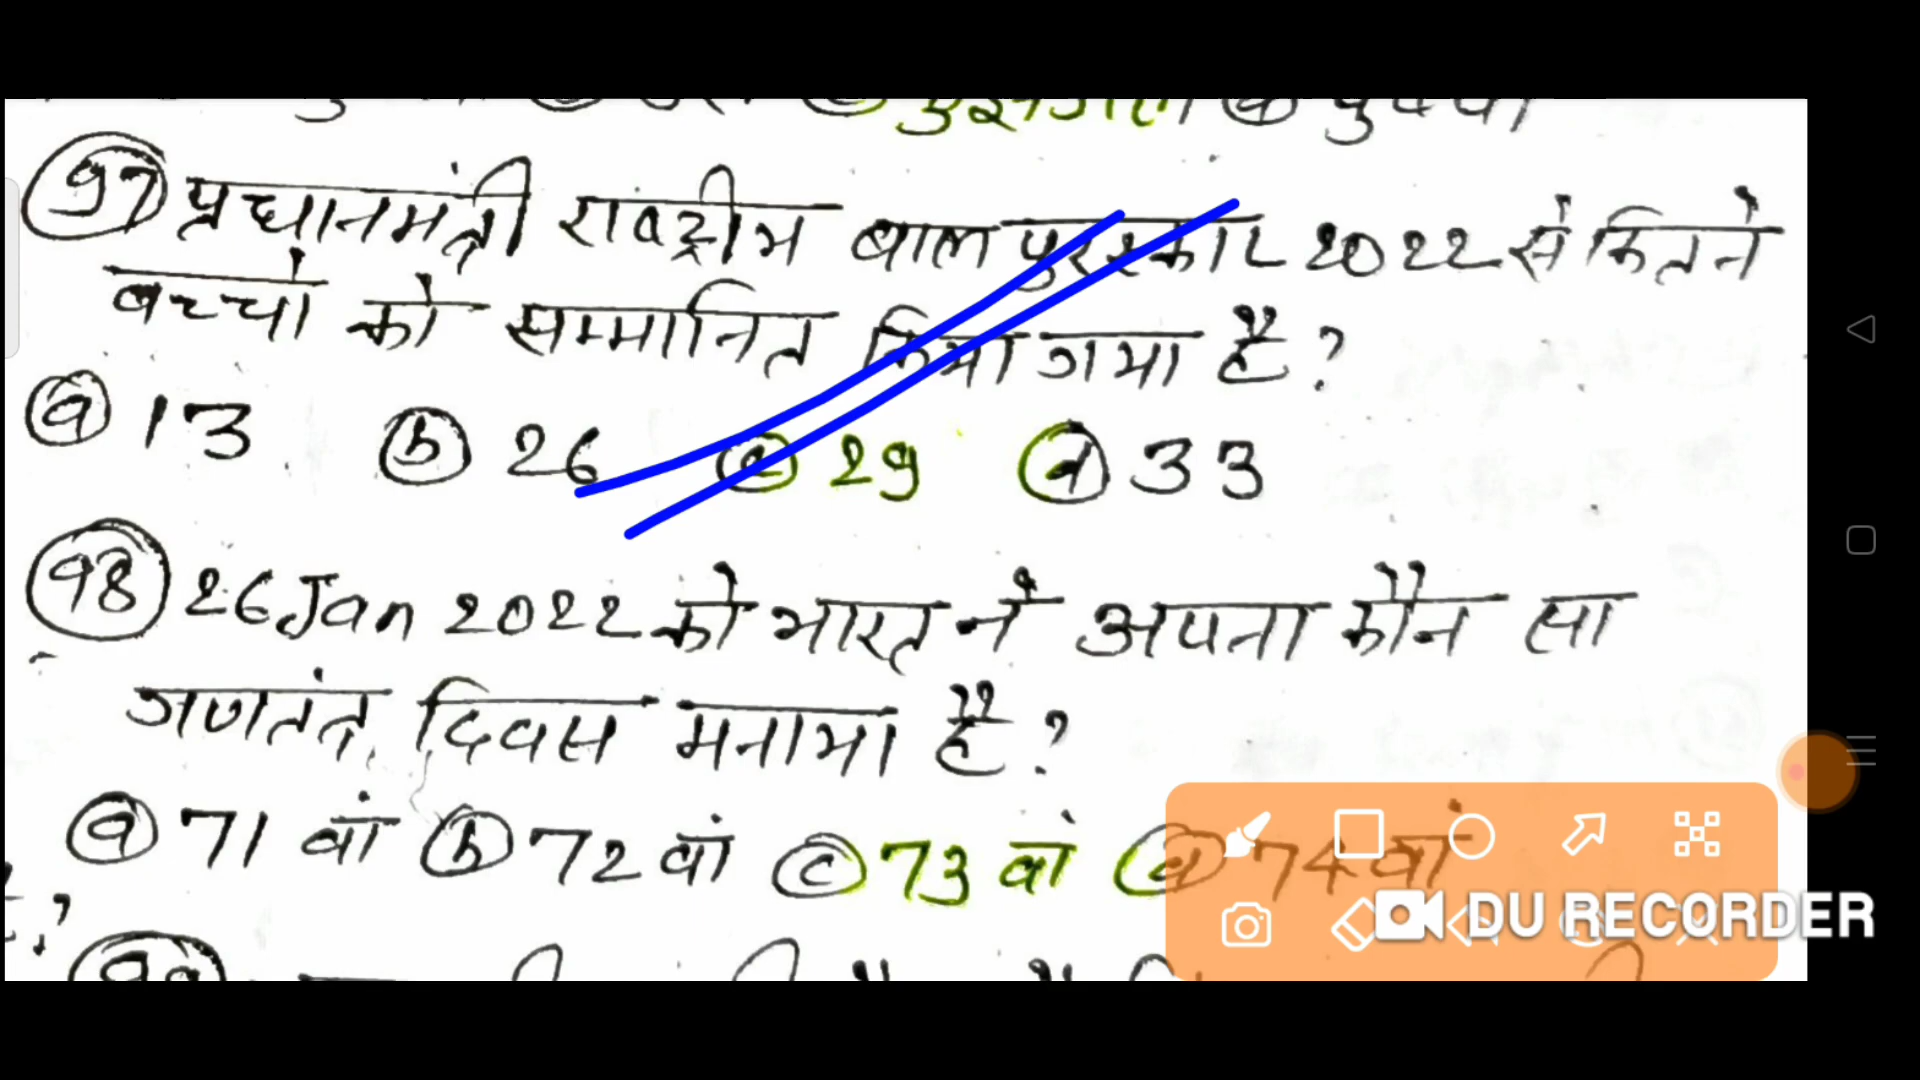 97 प्रधानमंत्री राष्ट्रीय बाल पुरस्कार 2022 से कितने
बच्चो को सम्मानित किया गया है ?
a 13 b 26 c 29 d 33
98 26 Jan 2022 को भारत ने अपना कौन सा
गणतंत्र दिवस मनाया है ?
a 71 वां b 72 वां c 73 वां d 74 वां
DU RECORDER